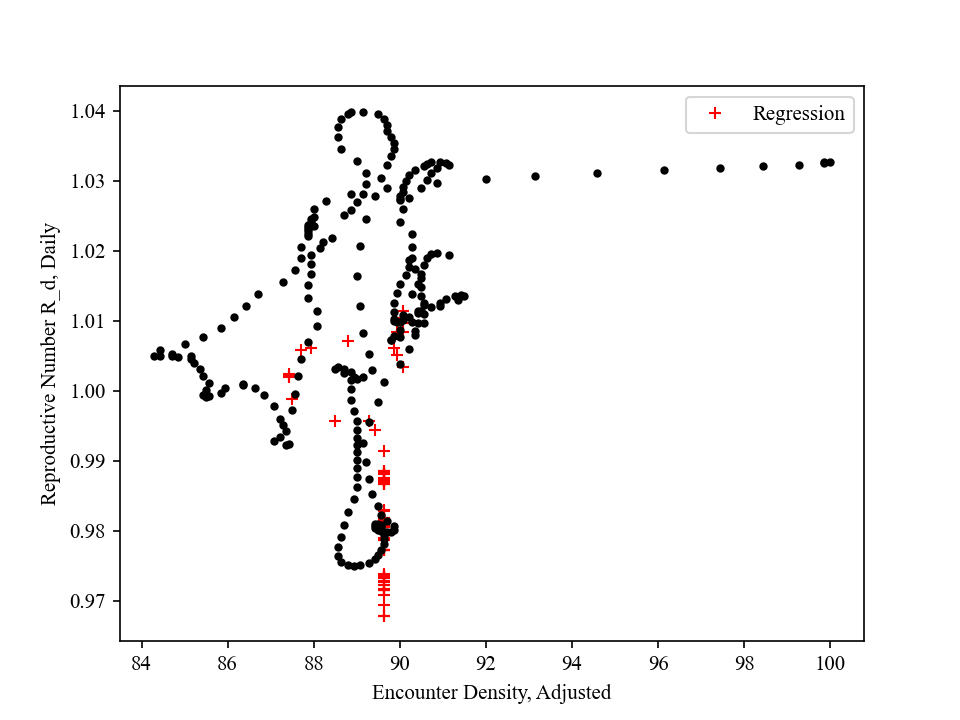 Regression
1.04
1.03
1.02
1.01
1.00
0.99
0.98
0.97
Reproductive Number R_d, Daily
84 86 88 90 92 94 96 98 100
Encounter Density, Adjusted